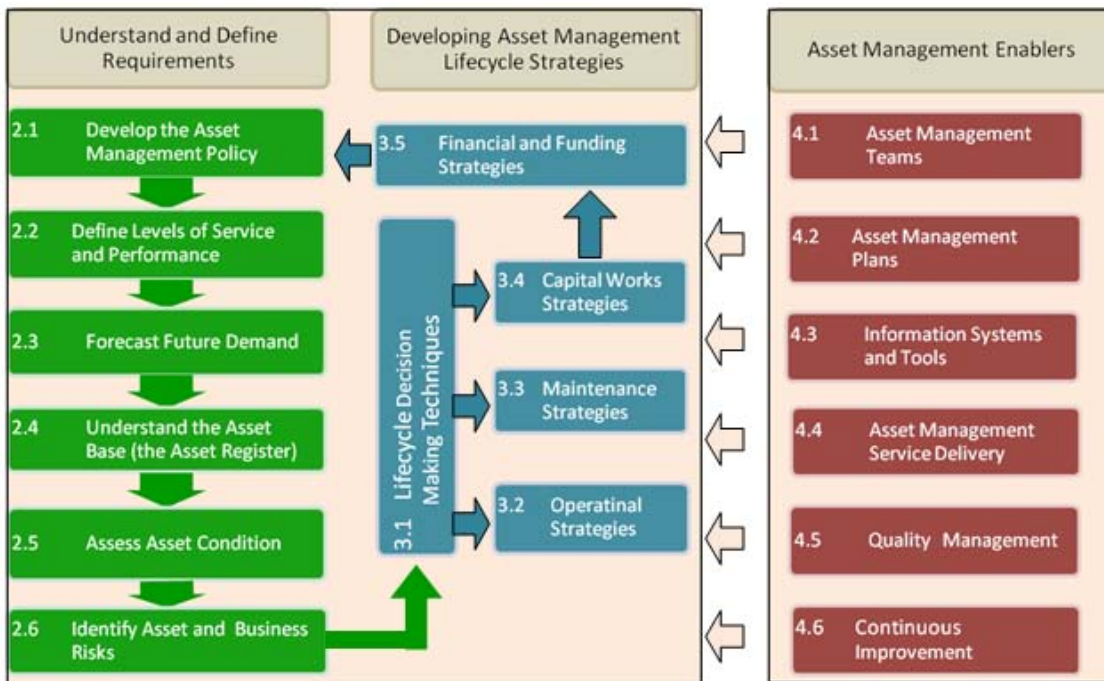 Understand and Define
Requirements
2.1 Develop the Asset
Management Policy
2.2 Define Levels of Service
and Performance
2.3 Forecast Future Demand
2.4 Understand the Asset
Base (the Asset Register)
2.5 Assess Asset Condition
2.6 Identify Asset and Business
Risks
Developing Asset Management
Lifecycle Strategies
3.5 Financial and Funding
Strategies
3.1 Lifecycle Decision
Making Techniques
3.4 Capital Works
Strategies
3.3 Maintenance
Strategies
3.2 Operatinal
Strategies
Asset Management Enablers
4.1 Asset Management
Teams
4.2 Asset Management
Plans
4.3 Information Systems
and Tools
4.4 Asset Management
Service Delivery
4.5 Quality Management
4.6 Continuous
Improvement